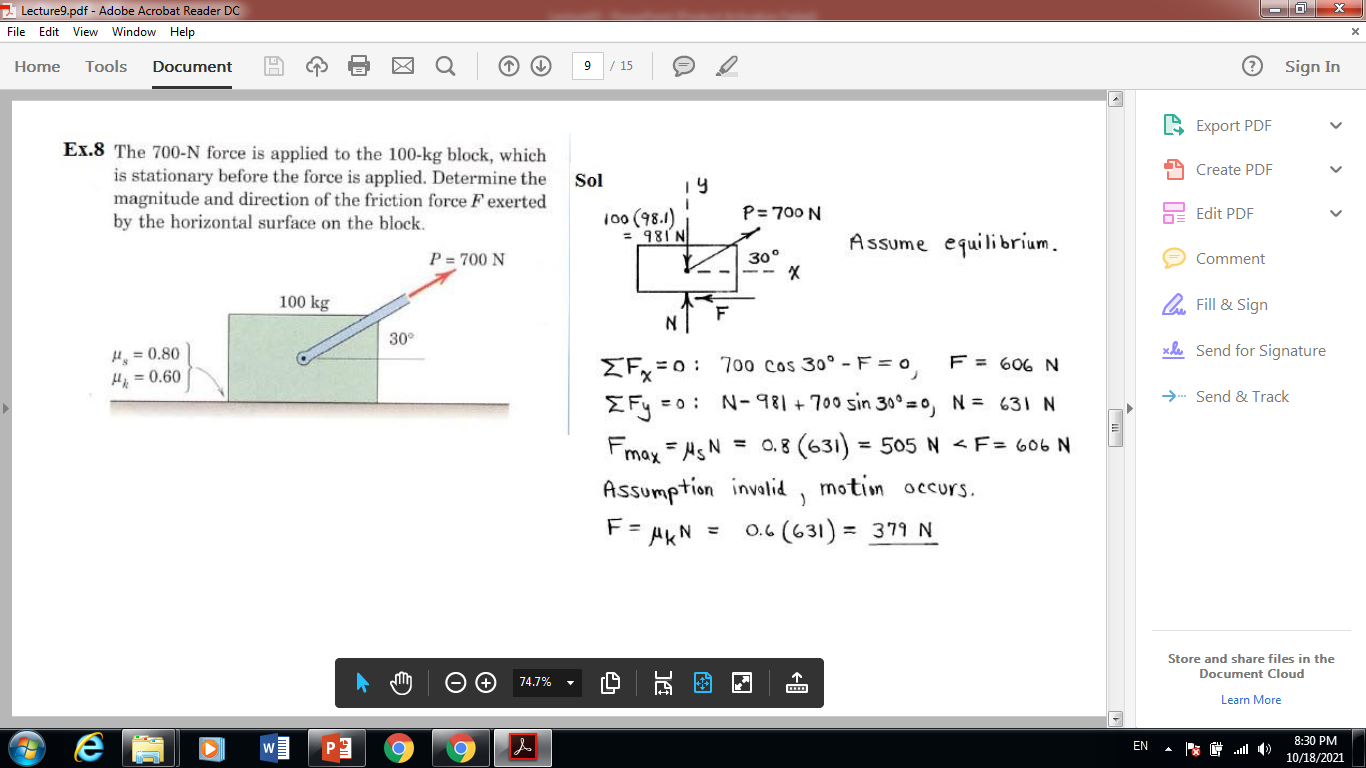 Lecture9.pdf - Adobe Acrobat Reader DC
File Edit View Window Help
Home Tools Document 9 / 15 Sign In
Ex.8 The 700-N force is applied to the 100-kg block, which
is stationary before the force is applied. Determine the
magnitude and direction of the friction force F exerted
by the horizontal surface on the block.
P = 700 N
100 kg
30°
μs = 0.80
μk = 0.60
Sol
y
100(98.1)
= 981 N
P = 700 N
30°
x
F
N
Assume equilibrium.
ΣFx = 0 : 700 cos 30° - F = 0, F = 606 N
ΣFy = 0 : N - 981 + 700 sin 30° = 0, N = 631 N
Fmax = μsN = 0.8 (631) = 505 N < F = 606 N
Assumption invalid, motion occurs.
F = μkN = 0.6 (631) = 379 N
Export PDF
Create PDF
Edit PDF
Comment
Fill & Sign
Send for Signature
Send & Track
Store and share files in the
Document Cloud
Learn More
74.7%
EN
8:30 PM
10/18/2021